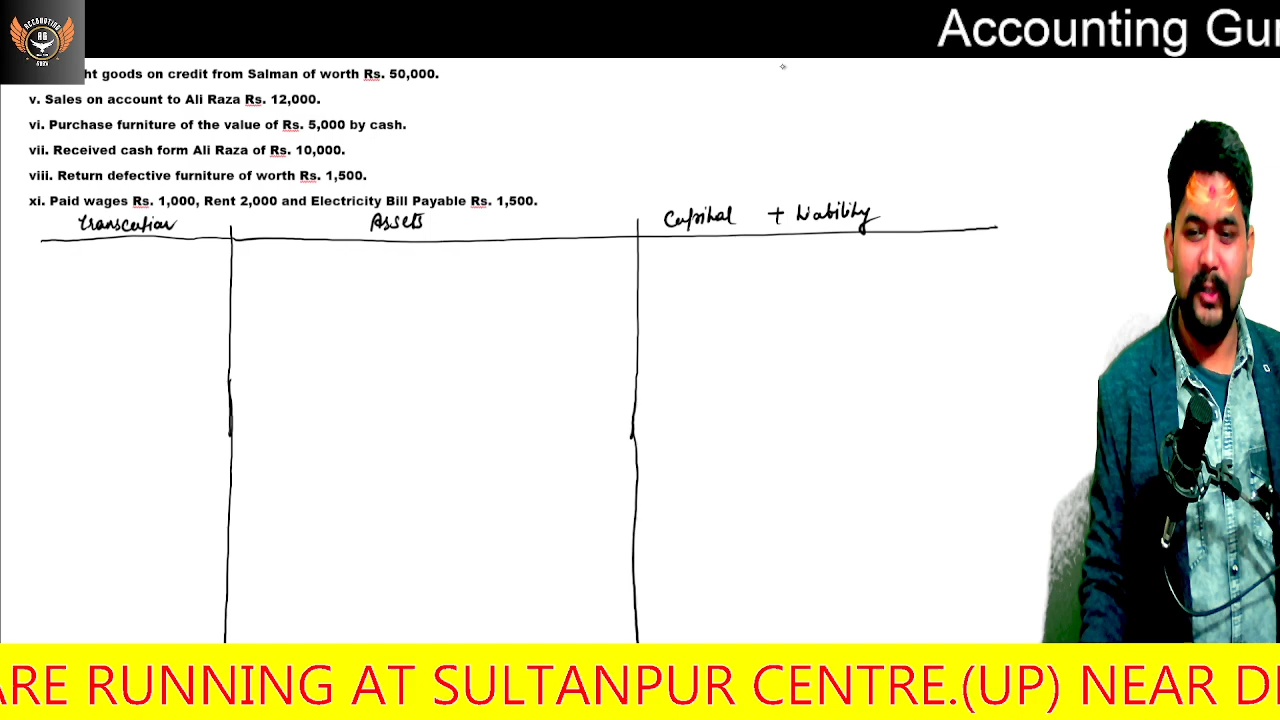 Accounting Gur
ACCOUNTING
AG
GURU
ht goods on credit from Salman of worth Rs. 50,000.
v. Sales on account to Ali Raza Rs. 12,000.
vi. Purchase furniture of the value of Rs. 5,000 by cash.
vii. Received cash form Ali Raza of Rs. 10,000.
viii. Return defective furniture of worth Rs. 1,500.
xi. Paid wages Rs. 1,000, Rent 2,000 and Electricity Bill Payable Rs. 1,500.
Assets + Liability
ARE RUNNING AT SULTANPUR CENTRE.(UP) NEAR D